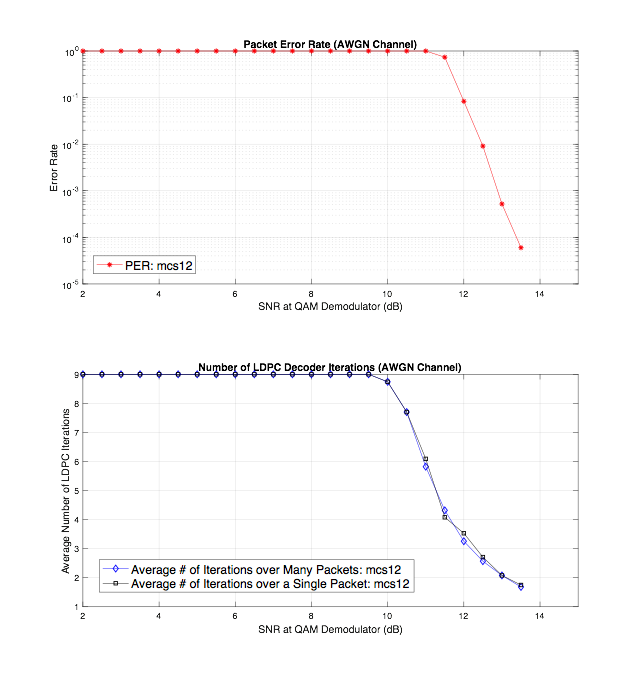 Packet Error Rate (AWGN Channel)
10^0
10^-1
10^-2
10^-3
10^-4
10^-5
Error Rate
PER: mcs12
2 4 6 8 10 12 14
SNR at QAM Demodulator (dB)
Number of LDPC Decoder Iterations (AWGN Channel)
9
8
7
6
5
4
3
2
1
Average Number of LDPC Iterations
Average # of Iterations over Many Packets: mcs12
Average # of Iterations over a Single Packet: mcs12
2 4 6 8 10 12 14
SNR at QAM Demodulator (dB)